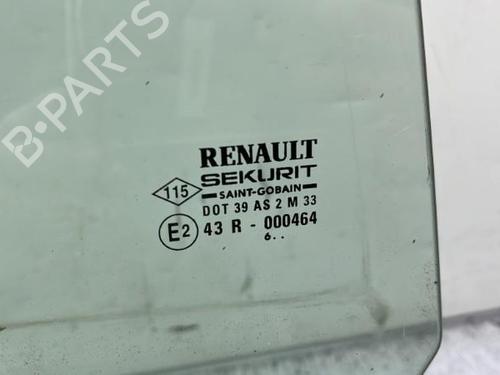 B-PARTS
RENAULT
SEKURIT
SAINT-GOBAIN
115
DOT 39 AS 2 M 33
E2 43 R - 000464
6..